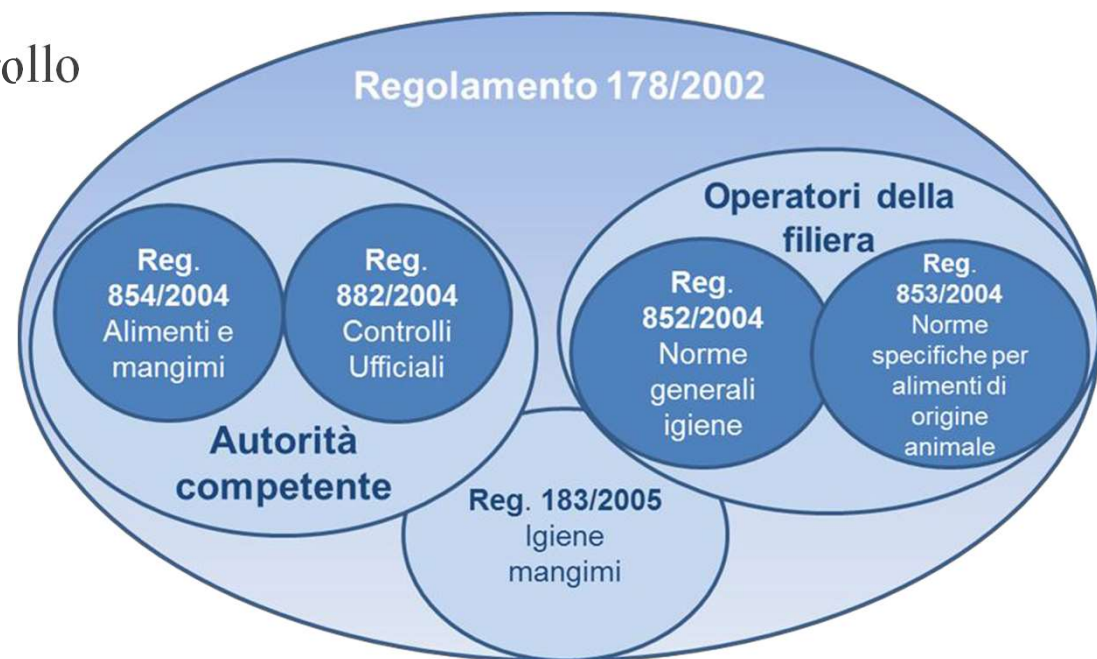 ollo
Regolamento 178/2002
Reg.
854/2004
Alimenti e
mangimi
Reg.
882/2004
Controlli
Ufficiali
Autorità
competente
Operatori della
filiera
Reg.
852/2004
Norme
generali
igiene
Reg.
853/2004
Norme
specifiche per
alimenti di
origine
animale
Reg. 183/2005
Igiene
mangimi